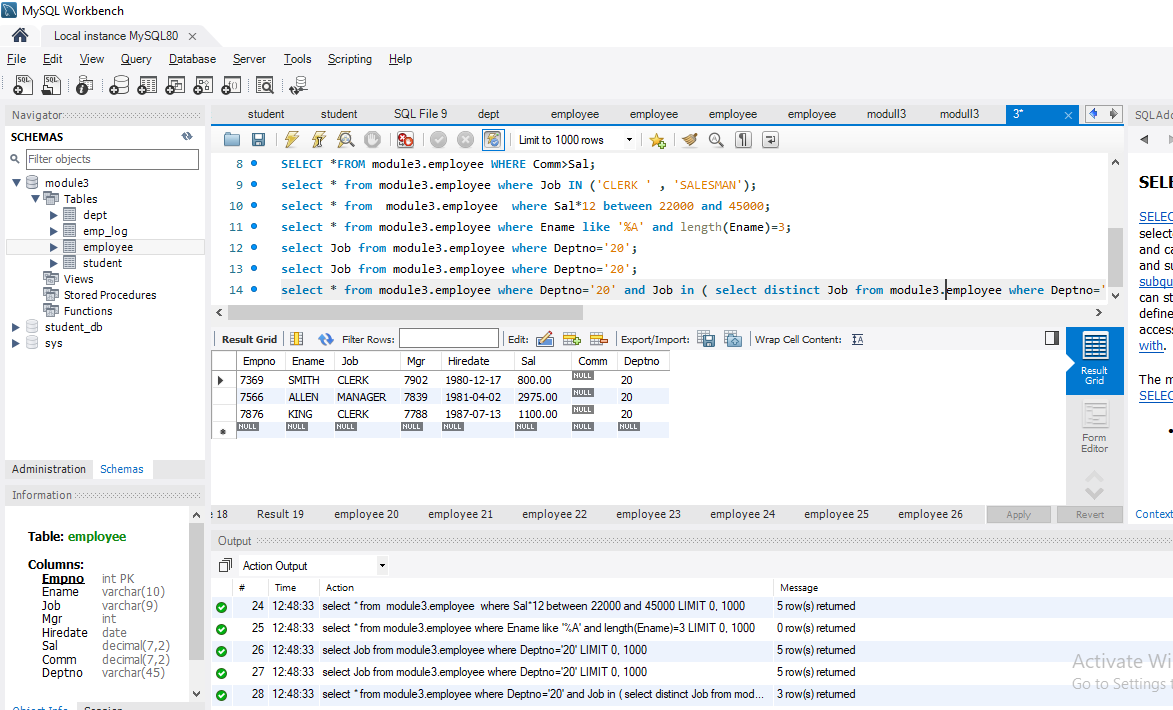 MySQL Workbench
Local instance MySQL80
File Edit View Query Database Server Tools Scripting Help
Navigator
SCHEMAS
Filter objects
module3
Tables
dept
emp_log
employee
student
Views
Stored Procedures
Functions
student_db
sys
Administration Schemas
Information
Table: employee
Columns:
Empno int PK
Ename varchar(10)
Job varchar(9)
Mgr int
Hiredate date
Sal decimal(7,2)
Comm decimal(7,2)
Deptno varchar(45)
Object Info Session
student student SQL File 9 dept employee employee employee employee modull3 modull3 3*
Limit to 1000 rows
8 SELECT *FROM module3.employee WHERE Comm>Sal;
9 select * from module3.employee where Job IN ('CLERK ' , 'SALESMAN');
10 select * from module3.employee where Sal*12 between 22000 and 45000;
11 select * from module3.employee where Ename like '%A' and length(Ename)=3;
12 select Job from module3.employee where Deptno='20';
13 select Job from module3.employee where Deptno='20';
14 select * from module3.employee where Deptno='20' and Job in ( select distinct Job from module3.employee where Deptno='
Result Grid Filter Rows: Edit: Export/Import: Wrap Cell Content:
Empno Ename Job Mgr Hiredate Sal Comm Deptno
7369 SMITH CLERK 7902 1980-12-17 800.00 NULL 20
7566 ALLEN MANAGER 7839 1981-04-02 2975.00 NULL 20
7876 KING CLERK 7788 1987-07-13 1100.00 NULL 20
NULL NULL NULL NULL NULL NULL NULL NULL
Result Grid
Form Editor
18 Result 19 employee 20 employee 21 employee 22 employee 23 employee 24 employee 25 employee 26
Apply Revert
Output
Action Output
# Time Action Message
24 12:48:33 select * from module3.employee where Sal*12 between 22000 and 45000 LIMIT 0, 1000 5 row(s) returned
25 12:48:33 select * from module3.employee where Ename like '%A' and length(Ename)=3 LIMIT 0, 1000 0 row(s) returned
26 12:48:33 select Job from module3.employee where Deptno='20' LIMIT 0, 1000 5 row(s) returned
27 12:48:33 select Job from module3.employee where Deptno='20' LIMIT 0, 1000 5 row(s) returned
28 12:48:33 select * from module3.employee where Deptno='20' and Job in ( select distinct Job from mod... 3 row(s) returned
SQLAdd
SELE
SELEC
select
and ca
and su
subqu
can st
define
access
with.
The m
SELEC
Context
Activate Wi
Go to Settings t